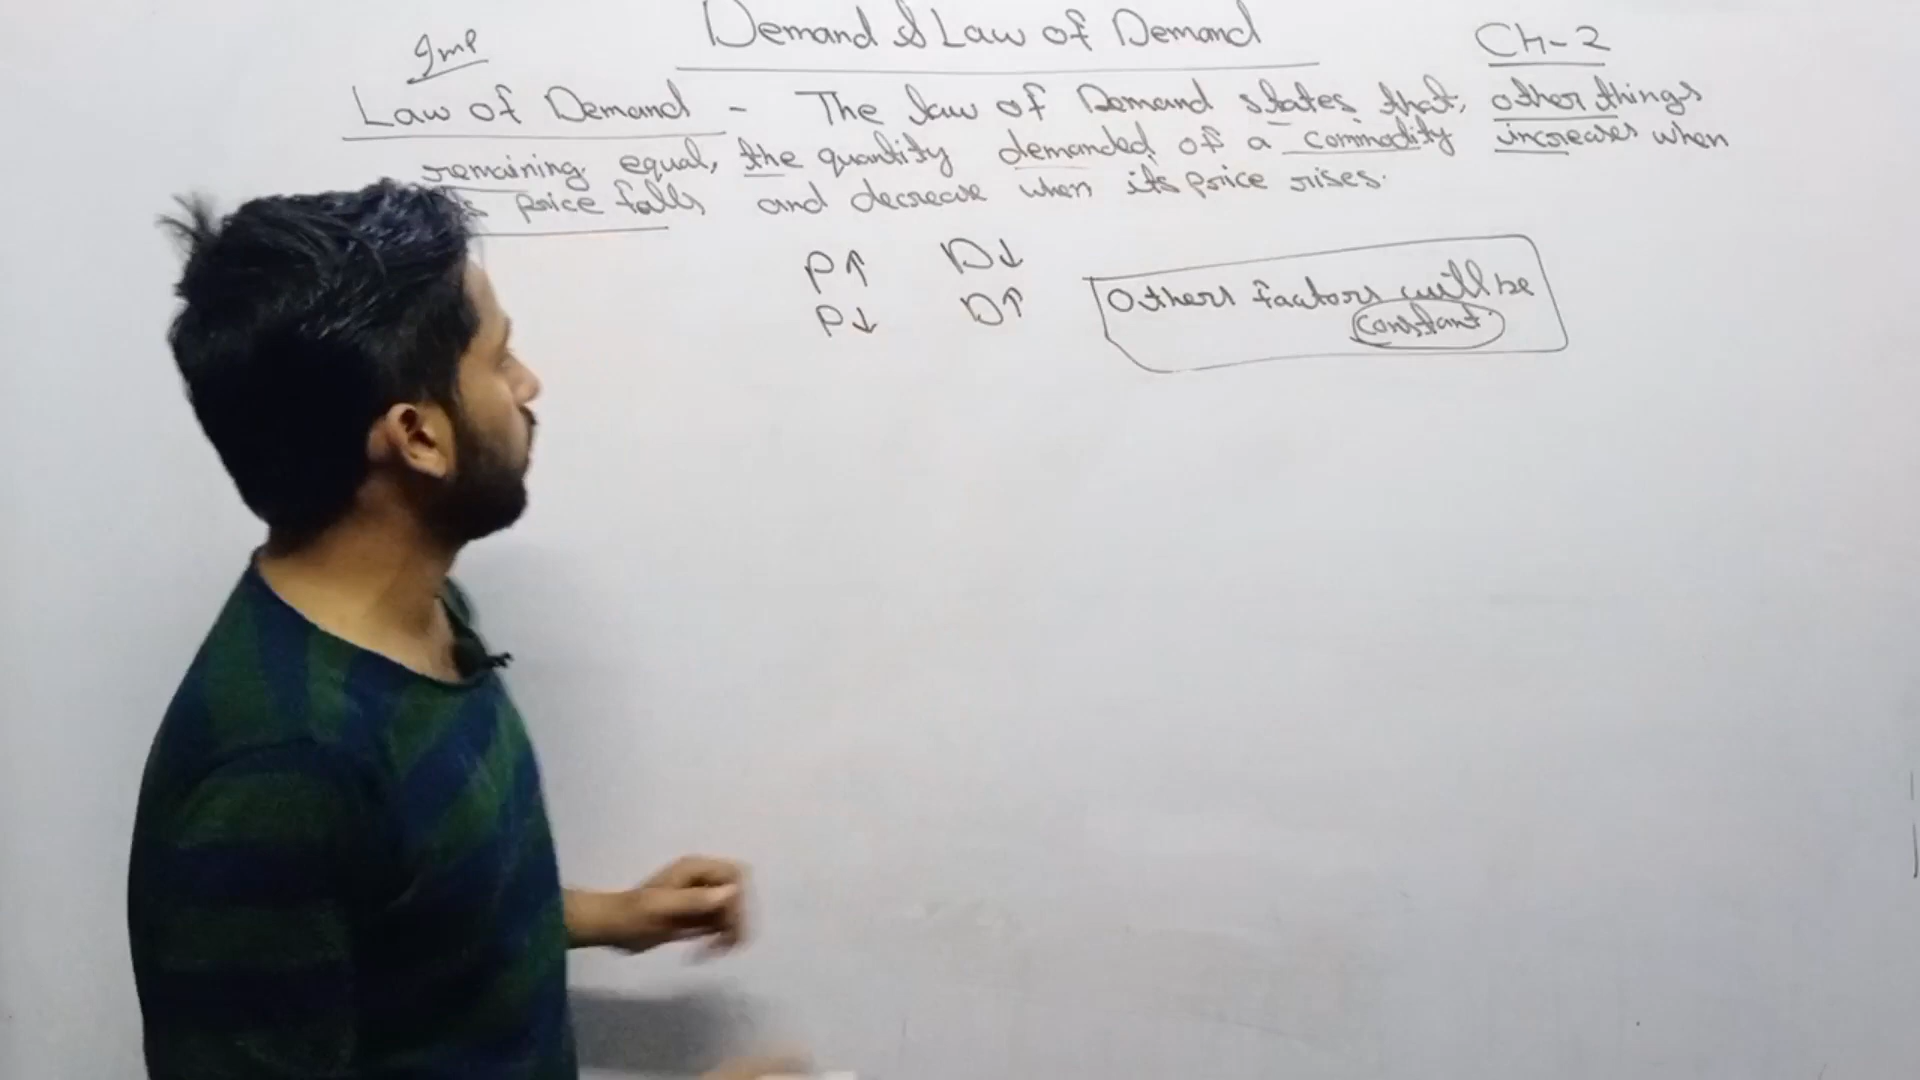 Demand & Law of Demand
Ch-2
Imp
Law of Demand - The law of Demand states that, other things
remaining equal, the quantity demanded of a commodity increases when
price falls and decrease when its price rises.
P↑ D↓
P↓ D↑
Others factors will be
constant.